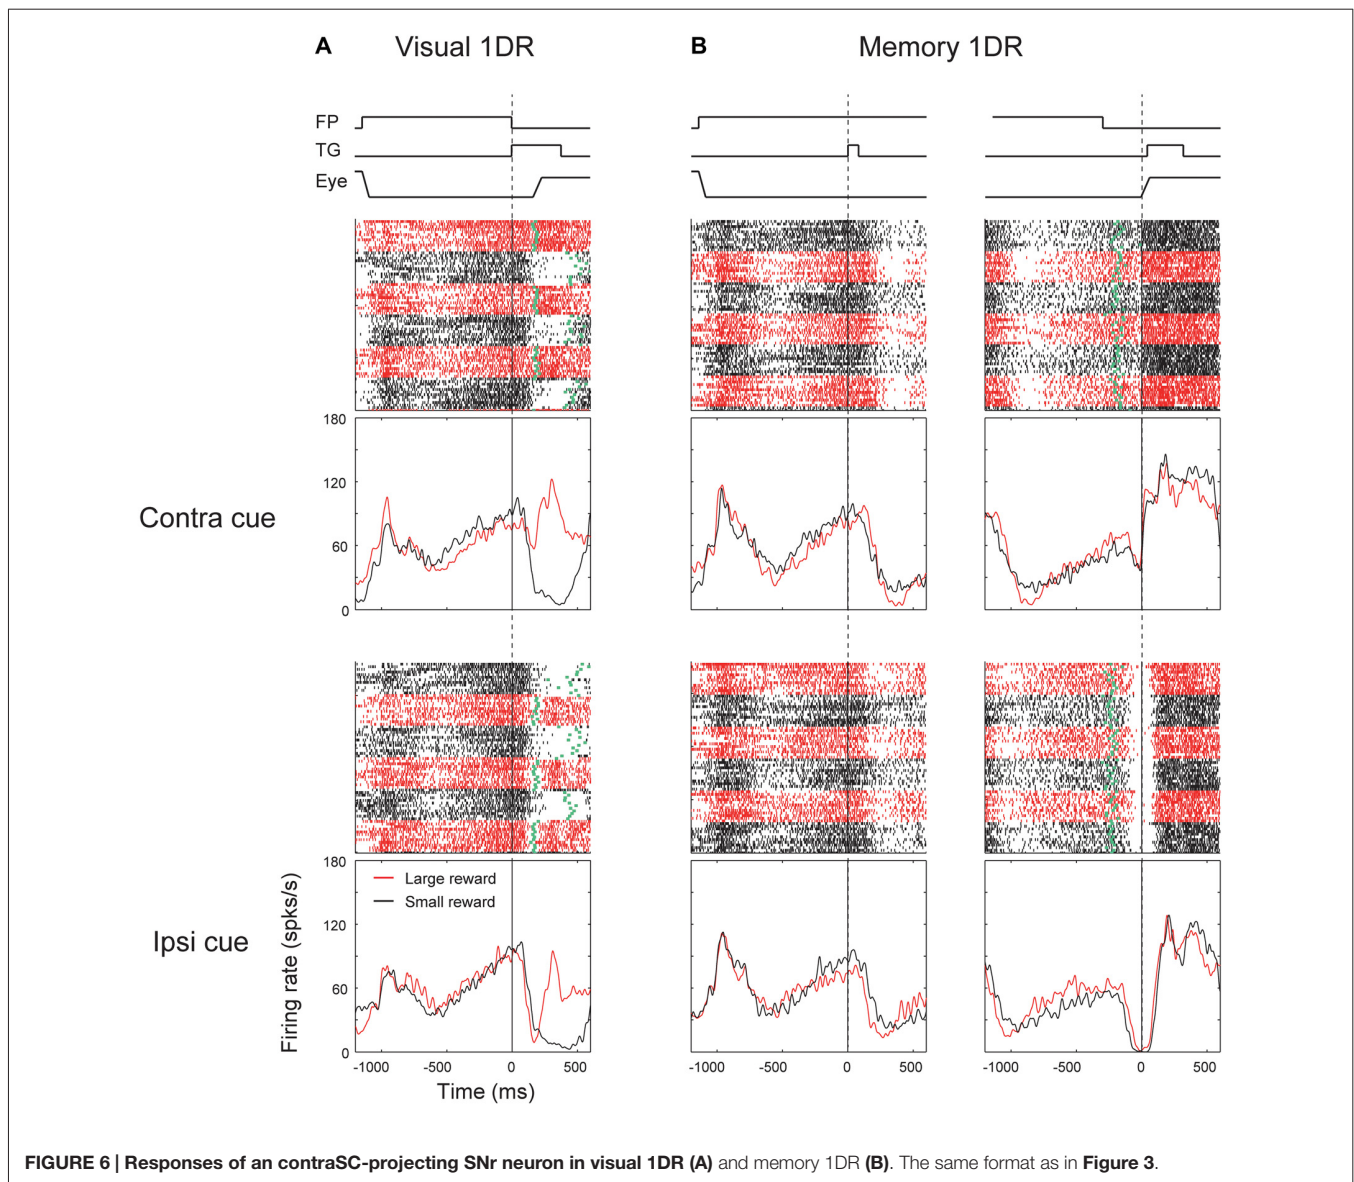 A Visual 1DR
B Memory 1DR
FP
TG
Eye
180
120
60
0
Contra cue
180
120
60
0
Large reward
Small reward
Firing rate (spks/s)
Ipsi cue
-1000 -500 0 500
-1000 -500 0 500
-1000 -500 0 500
Time (ms)
FIGURE 6 | Responses of an contraSC-projecting SNr neuron in visual 1DR (A) and memory 1DR (B). The same format as in Figure 3.